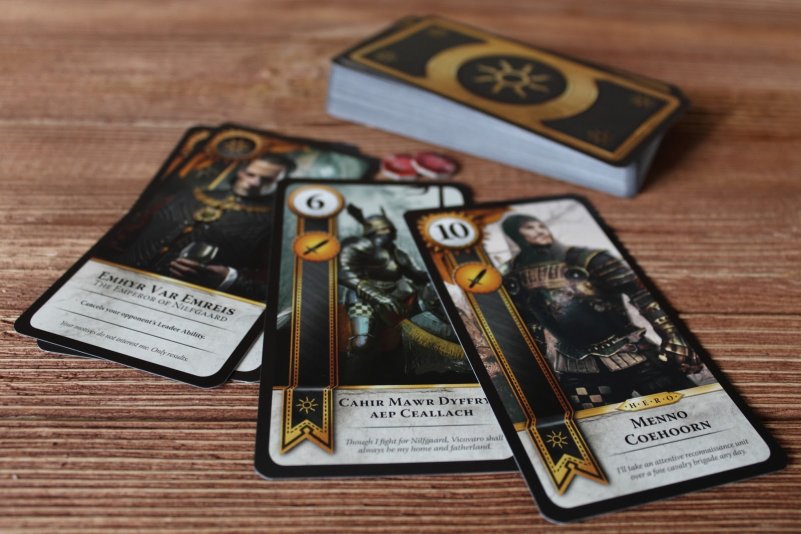 Emhyr Var Emreis
The Emperor of Nilfgaard
Cancels your opponent's Leader Ability.
Your motives do not interest me. Only results.
6
Cahir Mawr Dyffry
aep Ceallach
Though I fight for Nilfgaard, Vicovaro shall
always be my home and fatherland.
10
HERO
Menno
Coehoorn
I'll take an attentive reconnaissance unit
over a fine cavalry brigade any day.